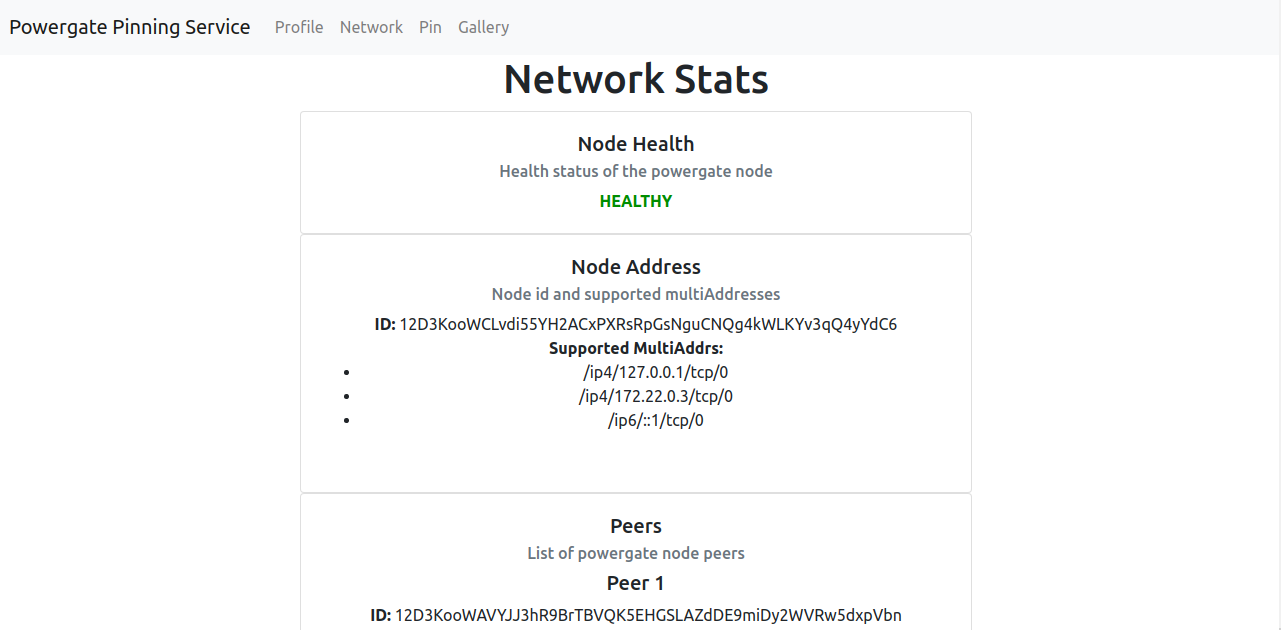 Powergate Pinning Service Profile Network Pin Gallery
Network Stats
Node Health
Health status of the powergate node
HEALTHY
Node Address
Node id and supported multiAddresses
ID: 12D3KooWCLvdi55YH2ACxPXRsRpGsNguCNQg4kWLKYv3qQ4yYdC6
Supported MultiAddrs:
• /ip4/127.0.0.1/tcp/0
• /ip4/172.22.0.3/tcp/0
• /ip6/::1/tcp/0
Peers
List of powergate node peers
Peer 1
ID: 12D3KooWAVYJJ3hR9BrTBVQK5EHGSLAZdDE9miDy2WVRw5dxpVbn